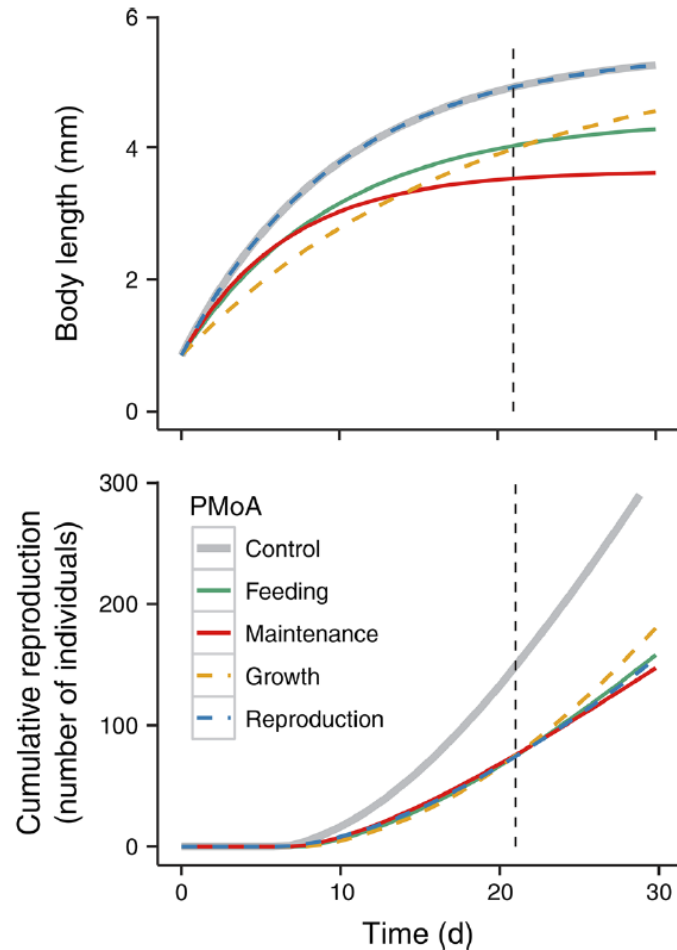 6
4
2
0
Body length (mm)
300
200
100
0
Cumulative reproduction
(number of individuals)
PMoA
Control
Feeding
Maintenance
Growth
Reproduction
0
10
20
30
Time (d)